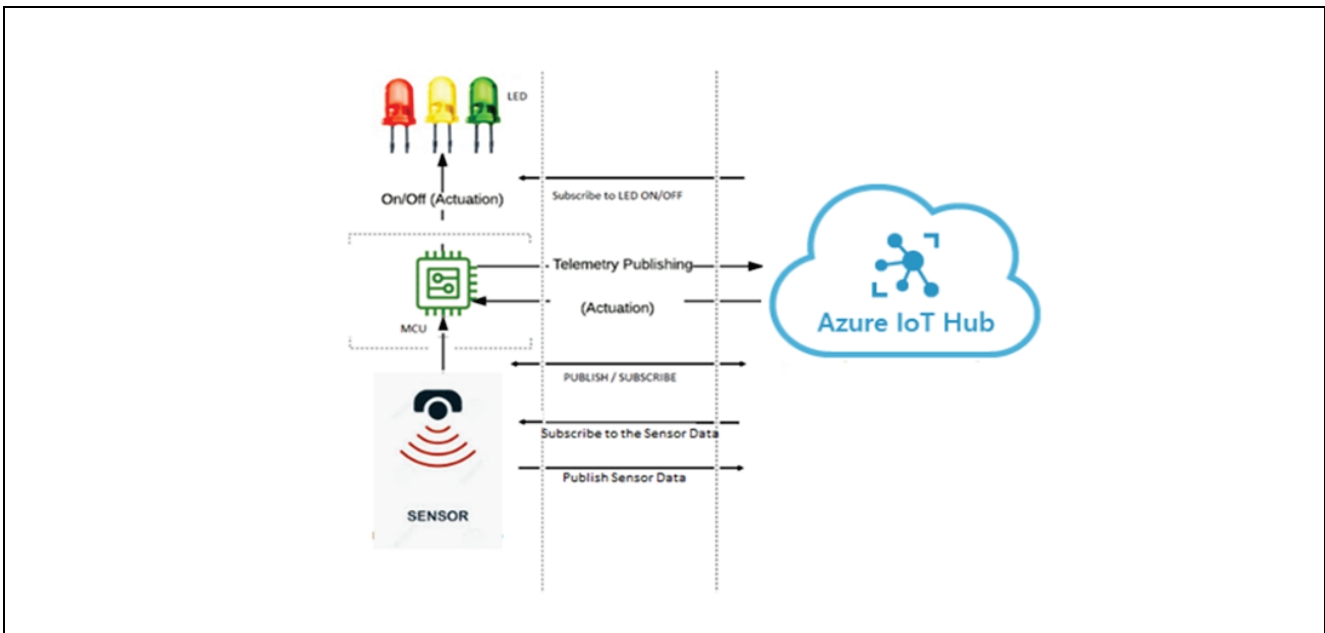 LED
On/Off (Actuation)
Subscribe to LED ON/OFF
Telemetry Publishing
(Actuation)
MCU
Azure IoT Hub
PUBLISH / SUBSCRIBE
Subscribe to the Sensor Data
Publish Sensor Data
SENSOR